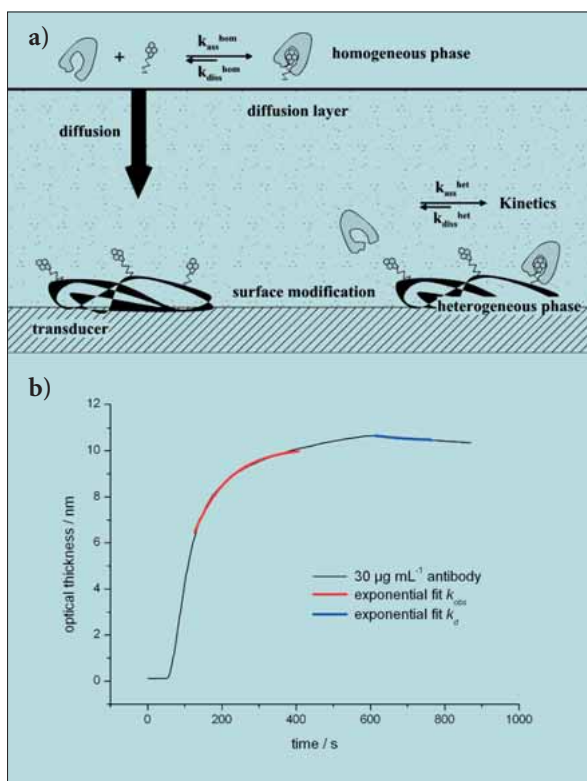 a)
+
k_ass^hom
k_diss^hom
homogeneous phase
diffusion layer
diffusion
k_ass^het
k_diss^het
Kinetics
surface modification
heterogeneous phase
transducer
b)
12
10
8
6
4
2
0
optical thickness / nm
30 µg mL⁻¹ antibody
exponential fit k_obs
exponential fit k_d
0 200 400 600 800 1000
time / s